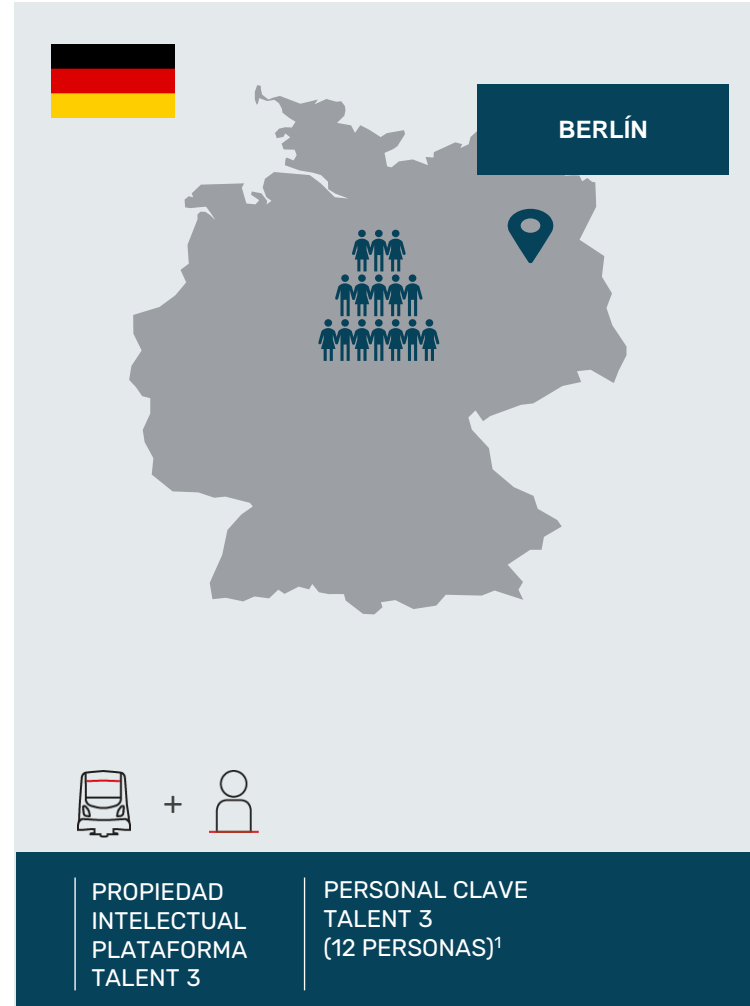 BERLÍN
+
PROPIEDAD
INTELECTUAL
PLATAFORMA
TALENT 3
PERSONAL CLAVE
TALENT 3
(12 PERSONAS)¹